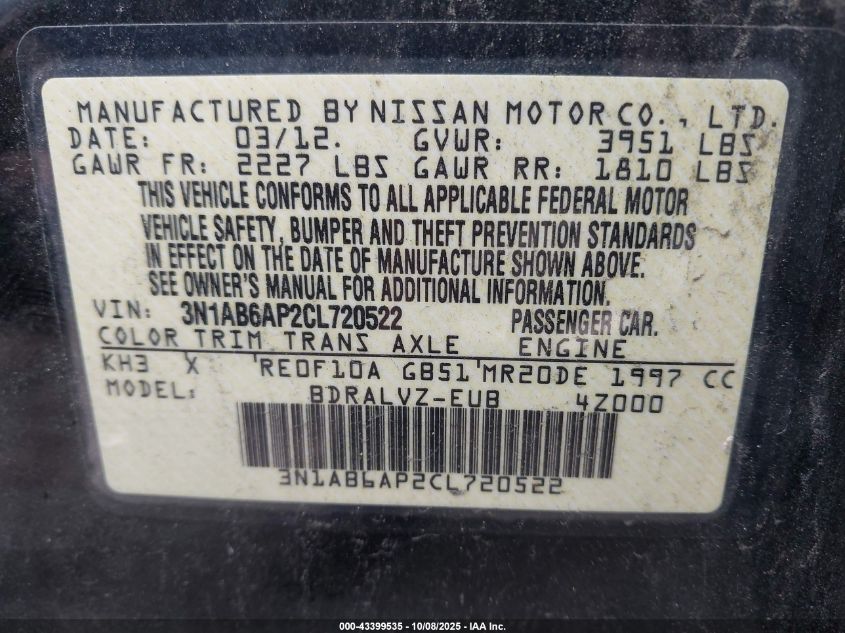 MANUFACTURED BY NISSAN MOTOR CO., LTD.
DATE: 03/12. GVWR: 3951 LBS
GAWR FR: 2227 LBS GAWR RR: 1810 LBS
THIS VEHICLE CONFORMS TO ALL APPLICABLE FEDERAL MOTOR
VEHICLE SAFETY, BUMPER AND THEFT PREVENTION STANDARDS
IN EFFECT ON THE DATE OF MANUFACTURE SHOWN ABOVE.
SEE OWNER'S MANUAL FOR ADDITIONAL INFORMATION.
VIN: 3N1AB6AP2CL720522 PASSENGER CAR.
COLOR TRIM TRANS AXLE ENGINE
KH3 X 'RE0F10A GB51'MR20DE 1997 CC
MODEL: BDRALVZ-EUB 4Z000
3N1AB6AP2CL720522
000-43399535 - 10/08/2025 - IAA Inc.